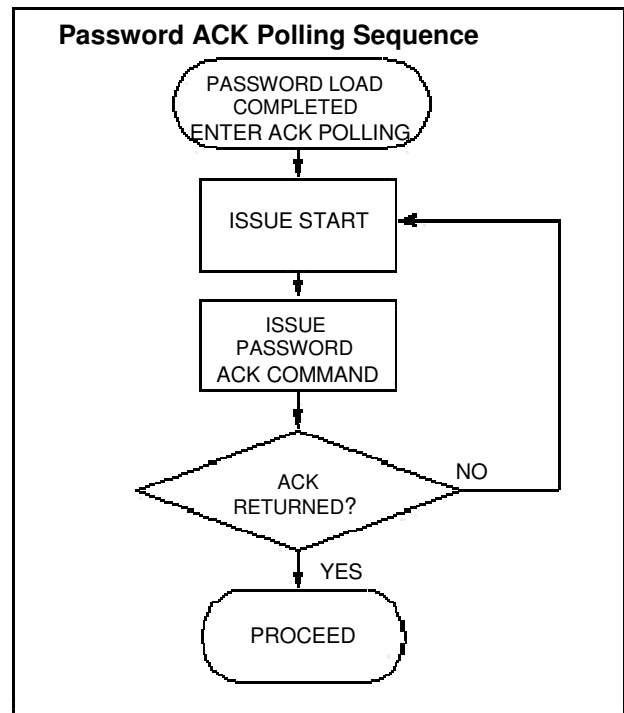 Password ACK Polling Sequence
PASSWORD LOAD
COMPLETED
ENTER ACK POLLING
ISSUE START
ISSUE
PASSWORD
ACK COMMAND
ACK
RETURNED?
NO
YES
PROCEED